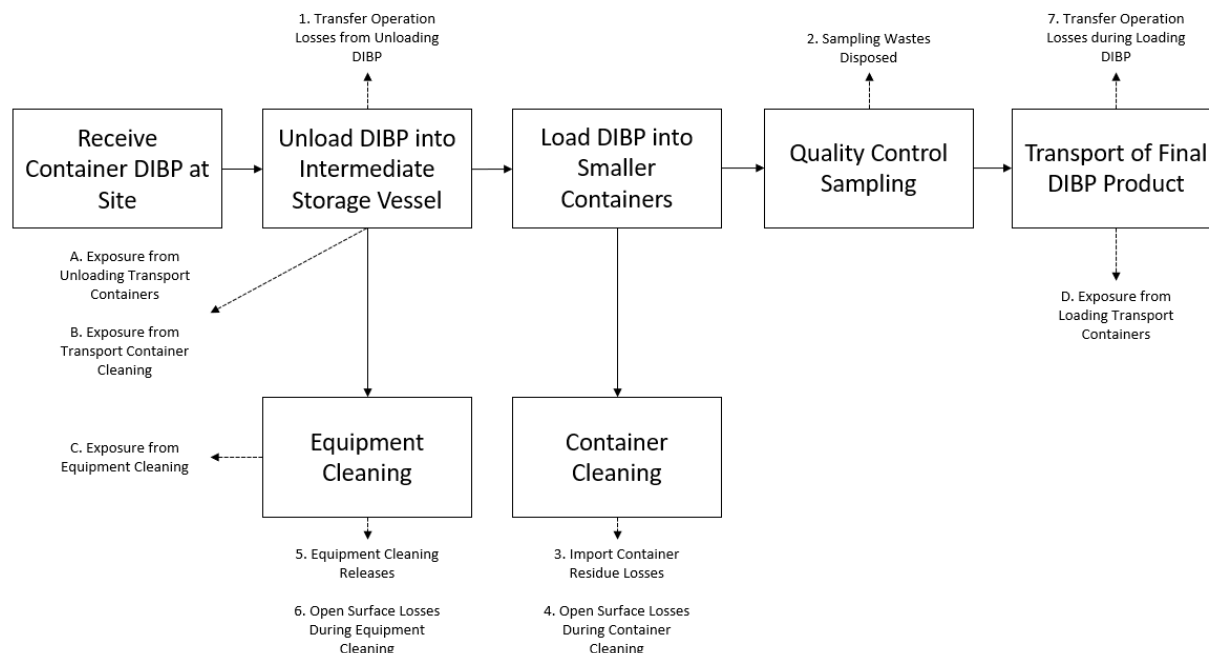 1. Transfer Operation
Losses from Unloading
DIBP
2. Sampling Wastes
Disposed
7. Transfer Operation
Losses during Loading
DIBP
Receive
Container DIBP at
Site
Unload DIBP into
Intermediate
Storage Vessel
Load DIBP into
Smaller
Containers
Quality Control
Sampling
Transport of Final
DIBP Product
A. Exposure from
Unloading Transport
Containers
B. Exposure from
Transport Container
Cleaning
D. Exposure from
Loading Transport
Containers
C. Exposure from
Equipment Cleaning
Equipment
Cleaning
Container
Cleaning
5. Equipment Cleaning
Releases
3. Import Container
Residue Losses
6. Open Surface Losses
During Equipment
Cleaning
4. Open Surface Losses
During Container
Cleaning